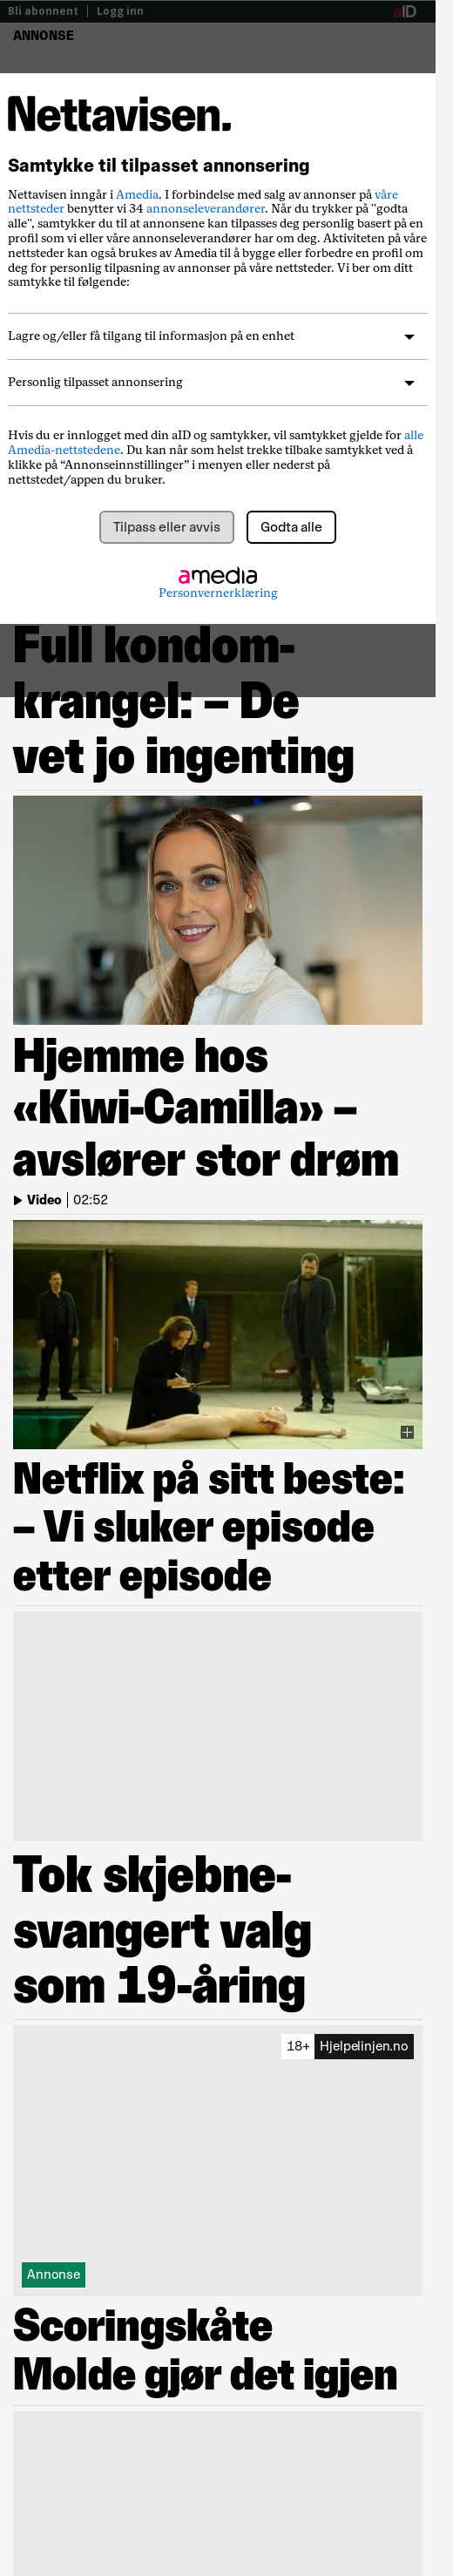 Bli abonnent | Logg inn aID
ANNONSE
Nettavisen.
Samtykke til tilpasset annonsering
Nettavisen inngår i Amedia. I forbindelse med salg av annonser på våre
nettsteder benytter vi 34 annonseleverandører. Når du trykker på "godta
alle", samtykker du til at annonsene kan tilpasses deg personlig basert på en
profil som vi eller våre annonseleverandører har om deg. Aktiviteten på våre
nettsteder kan også brukes av Amedia til å bygge eller forbedre en profil om
deg for personlig tilpasning av annonser på våre nettsteder. Vi ber om ditt
samtykke til følgende:
Lagre og/eller få tilgang til informasjon på en enhet
Personlig tilpasset annonsering
Hvis du er innlogget med din aID og samtykker, vil samtykket gjelde for alle
Amedia-nettstedene. Du kan når som helst trekke tilbake samtykket ved å
klikke på “Annonseinnstillinger” i menyen eller nederst på
nettstedet/appen du bruker.
Tilpass eller avvis Godta alle
amedia
Personvernerklæring
Full kondom-
krangel: – De
vet jo ingenting
Hjemme hos
«Kiwi-Camilla» –
avslører stor drøm
Video | 02:52
Netflix på sitt beste:
– Vi sluker episode
etter episode
Tok skjebne-
svangert valg
som 19-åring
18+ Hjelpelinjen.no
Annonse
Scoringskåte
Molde gjør det igjen